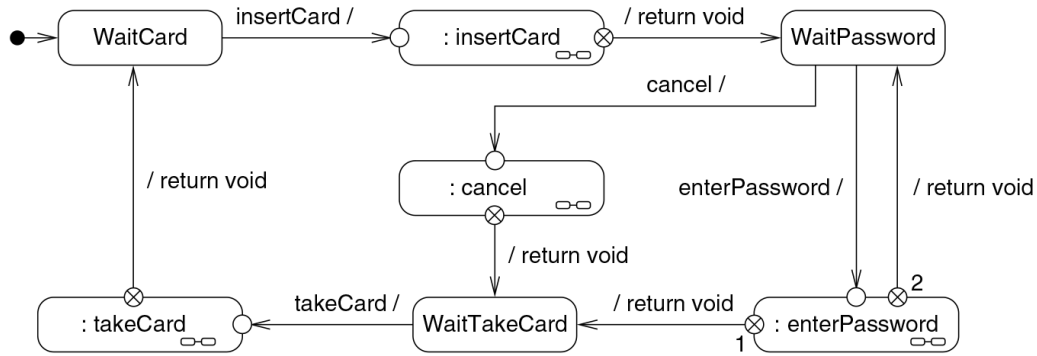 insertCard /
/ return void
WaitCard
: insertCard
WaitPassword
cancel /
/ return void
: cancel
enterPassword /
/ return void
/ return void
takeCard /
/ return void
2
: takeCard
WaitTakeCard
: enterPassword
1